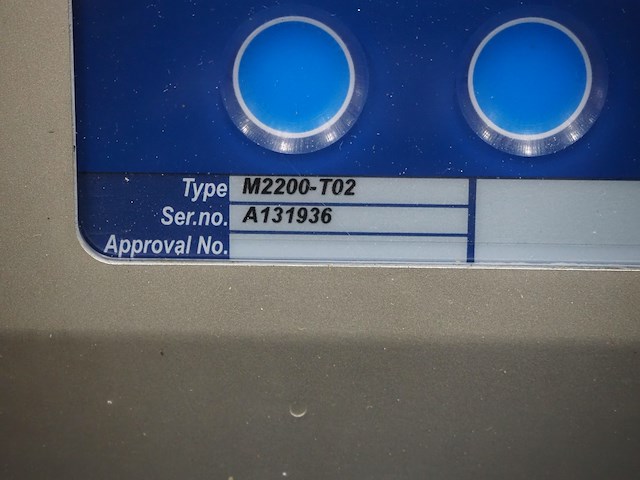 Type M2200-T02
Ser.no. A131936
Approval No.